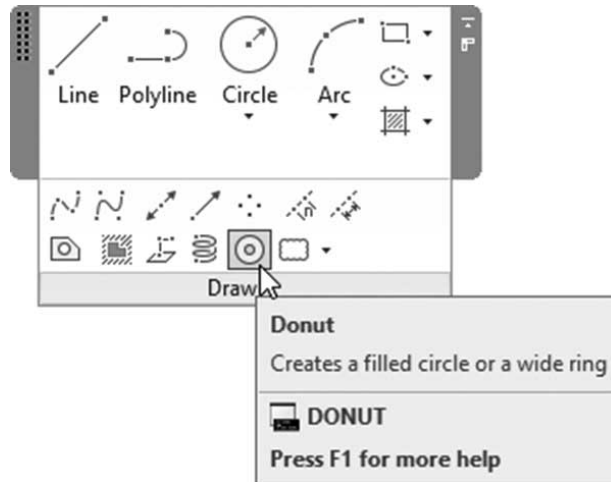 Line Polyline Circle Arc
Draw
Donut
Creates a filled circle or a wide ring
DONUT
Press F1 for more help